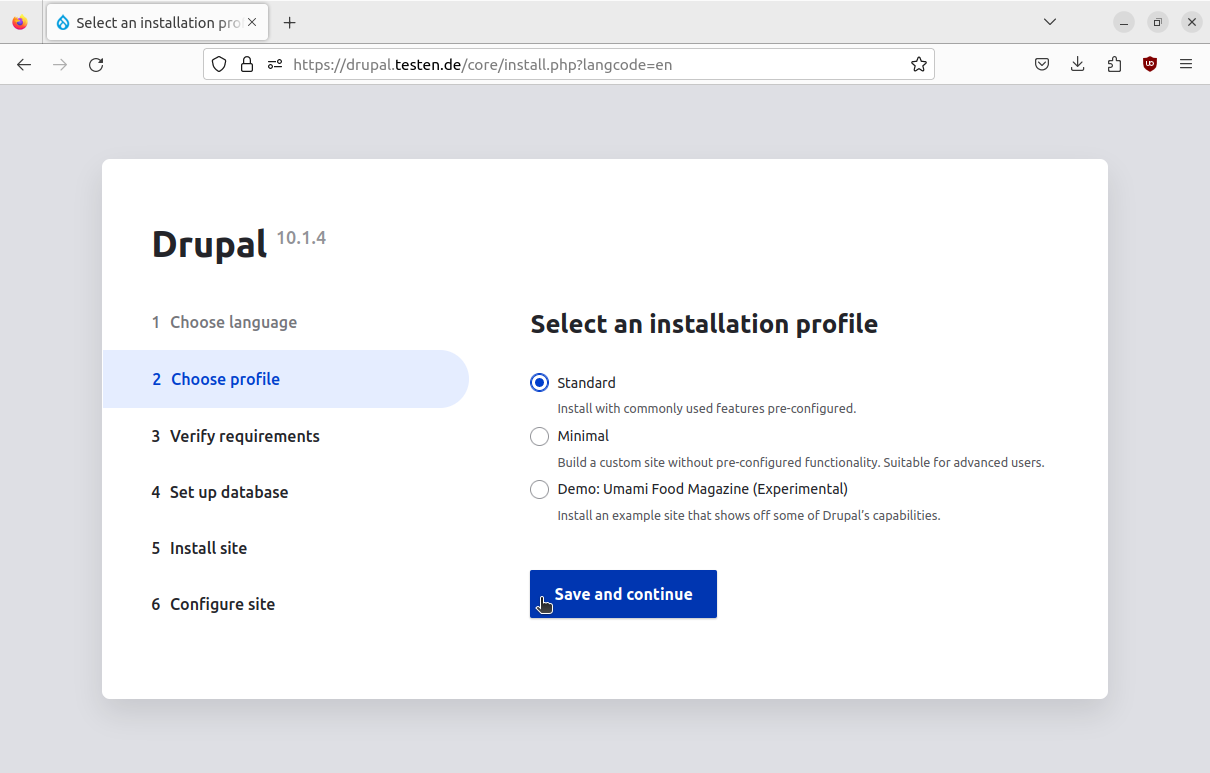 Select an installation pro
https://drupal.testen.de/core/install.php?langcode=en
Drupal 10.1.4
1 Choose language
2 Choose profile
3 Verify requirements
4 Set up database
5 Install site
6 Configure site
Select an installation profile
Standard
Install with commonly used features pre-configured.
Minimal
Build a custom site without pre-configured functionality. Suitable for advanced users.
Demo: Umami Food Magazine (Experimental)
Install an example site that shows off some of Drupal's capabilities.
Save and continue